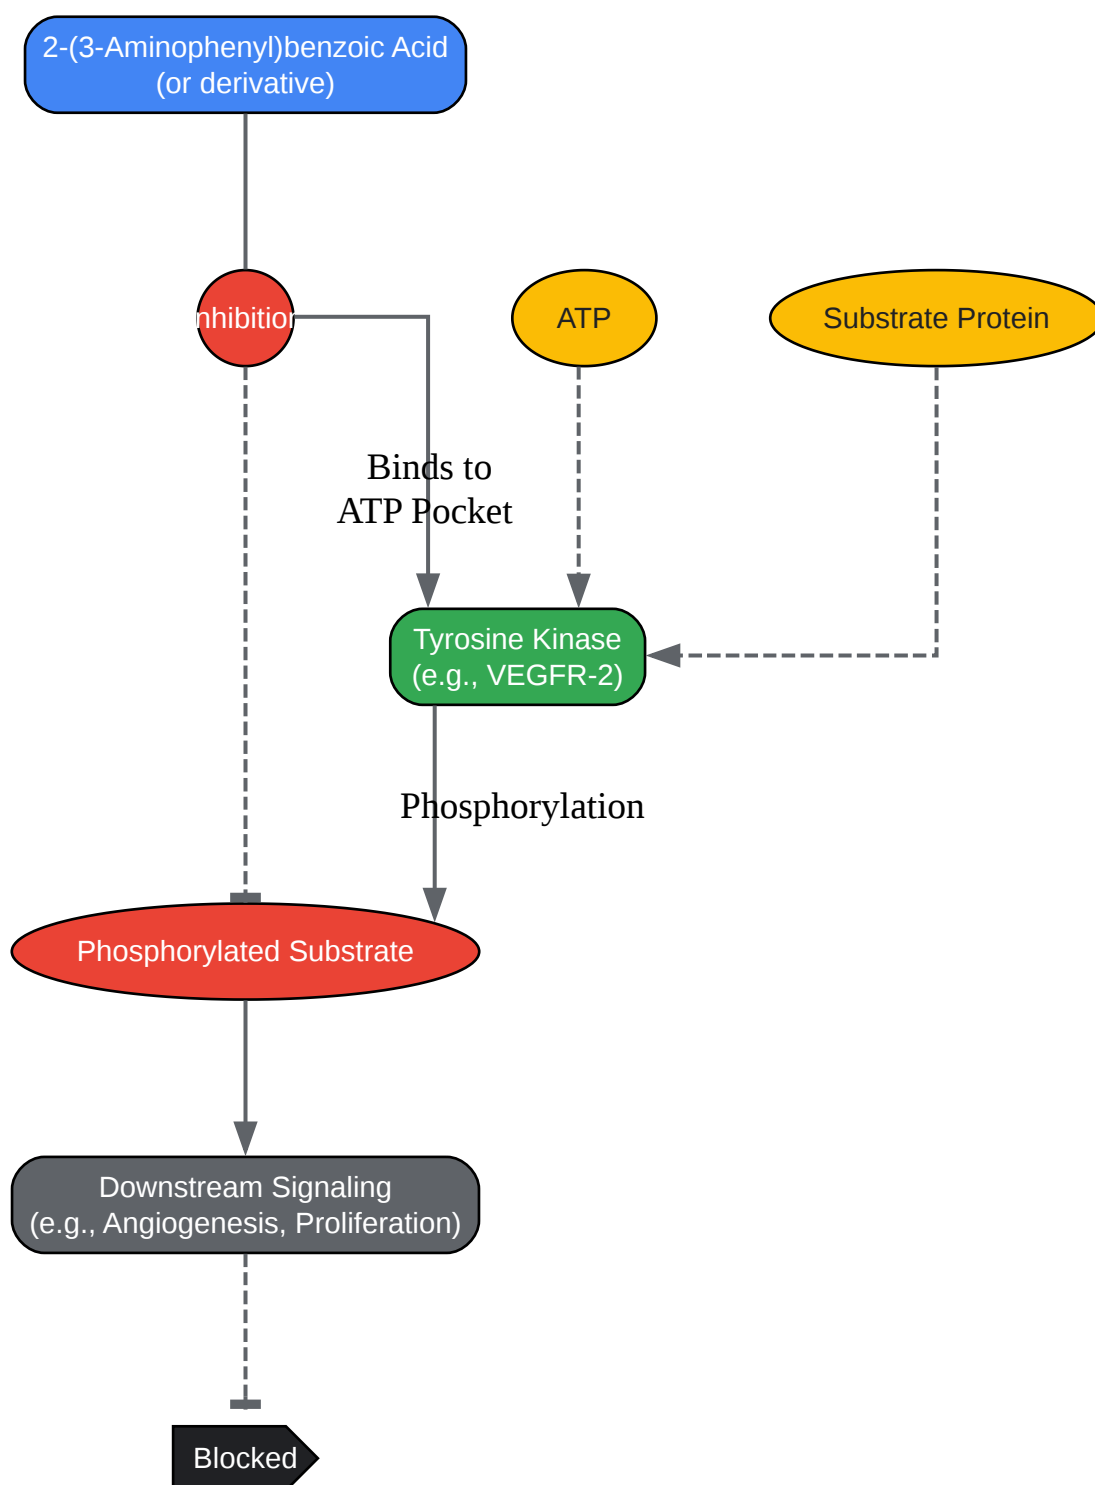 2-(3-Aminophenyl)benzoic Acid
(or derivative)
nhibition
ATP
Substrate Protein
Binds to
ATP Pocket
Tyrosine Kinase
(e.g., VEGFR-2)
Phosphorylation
Phosphorylated Substrate
Downstream Signaling
(e.g., Angiogenesis, Proliferation)
Blocked